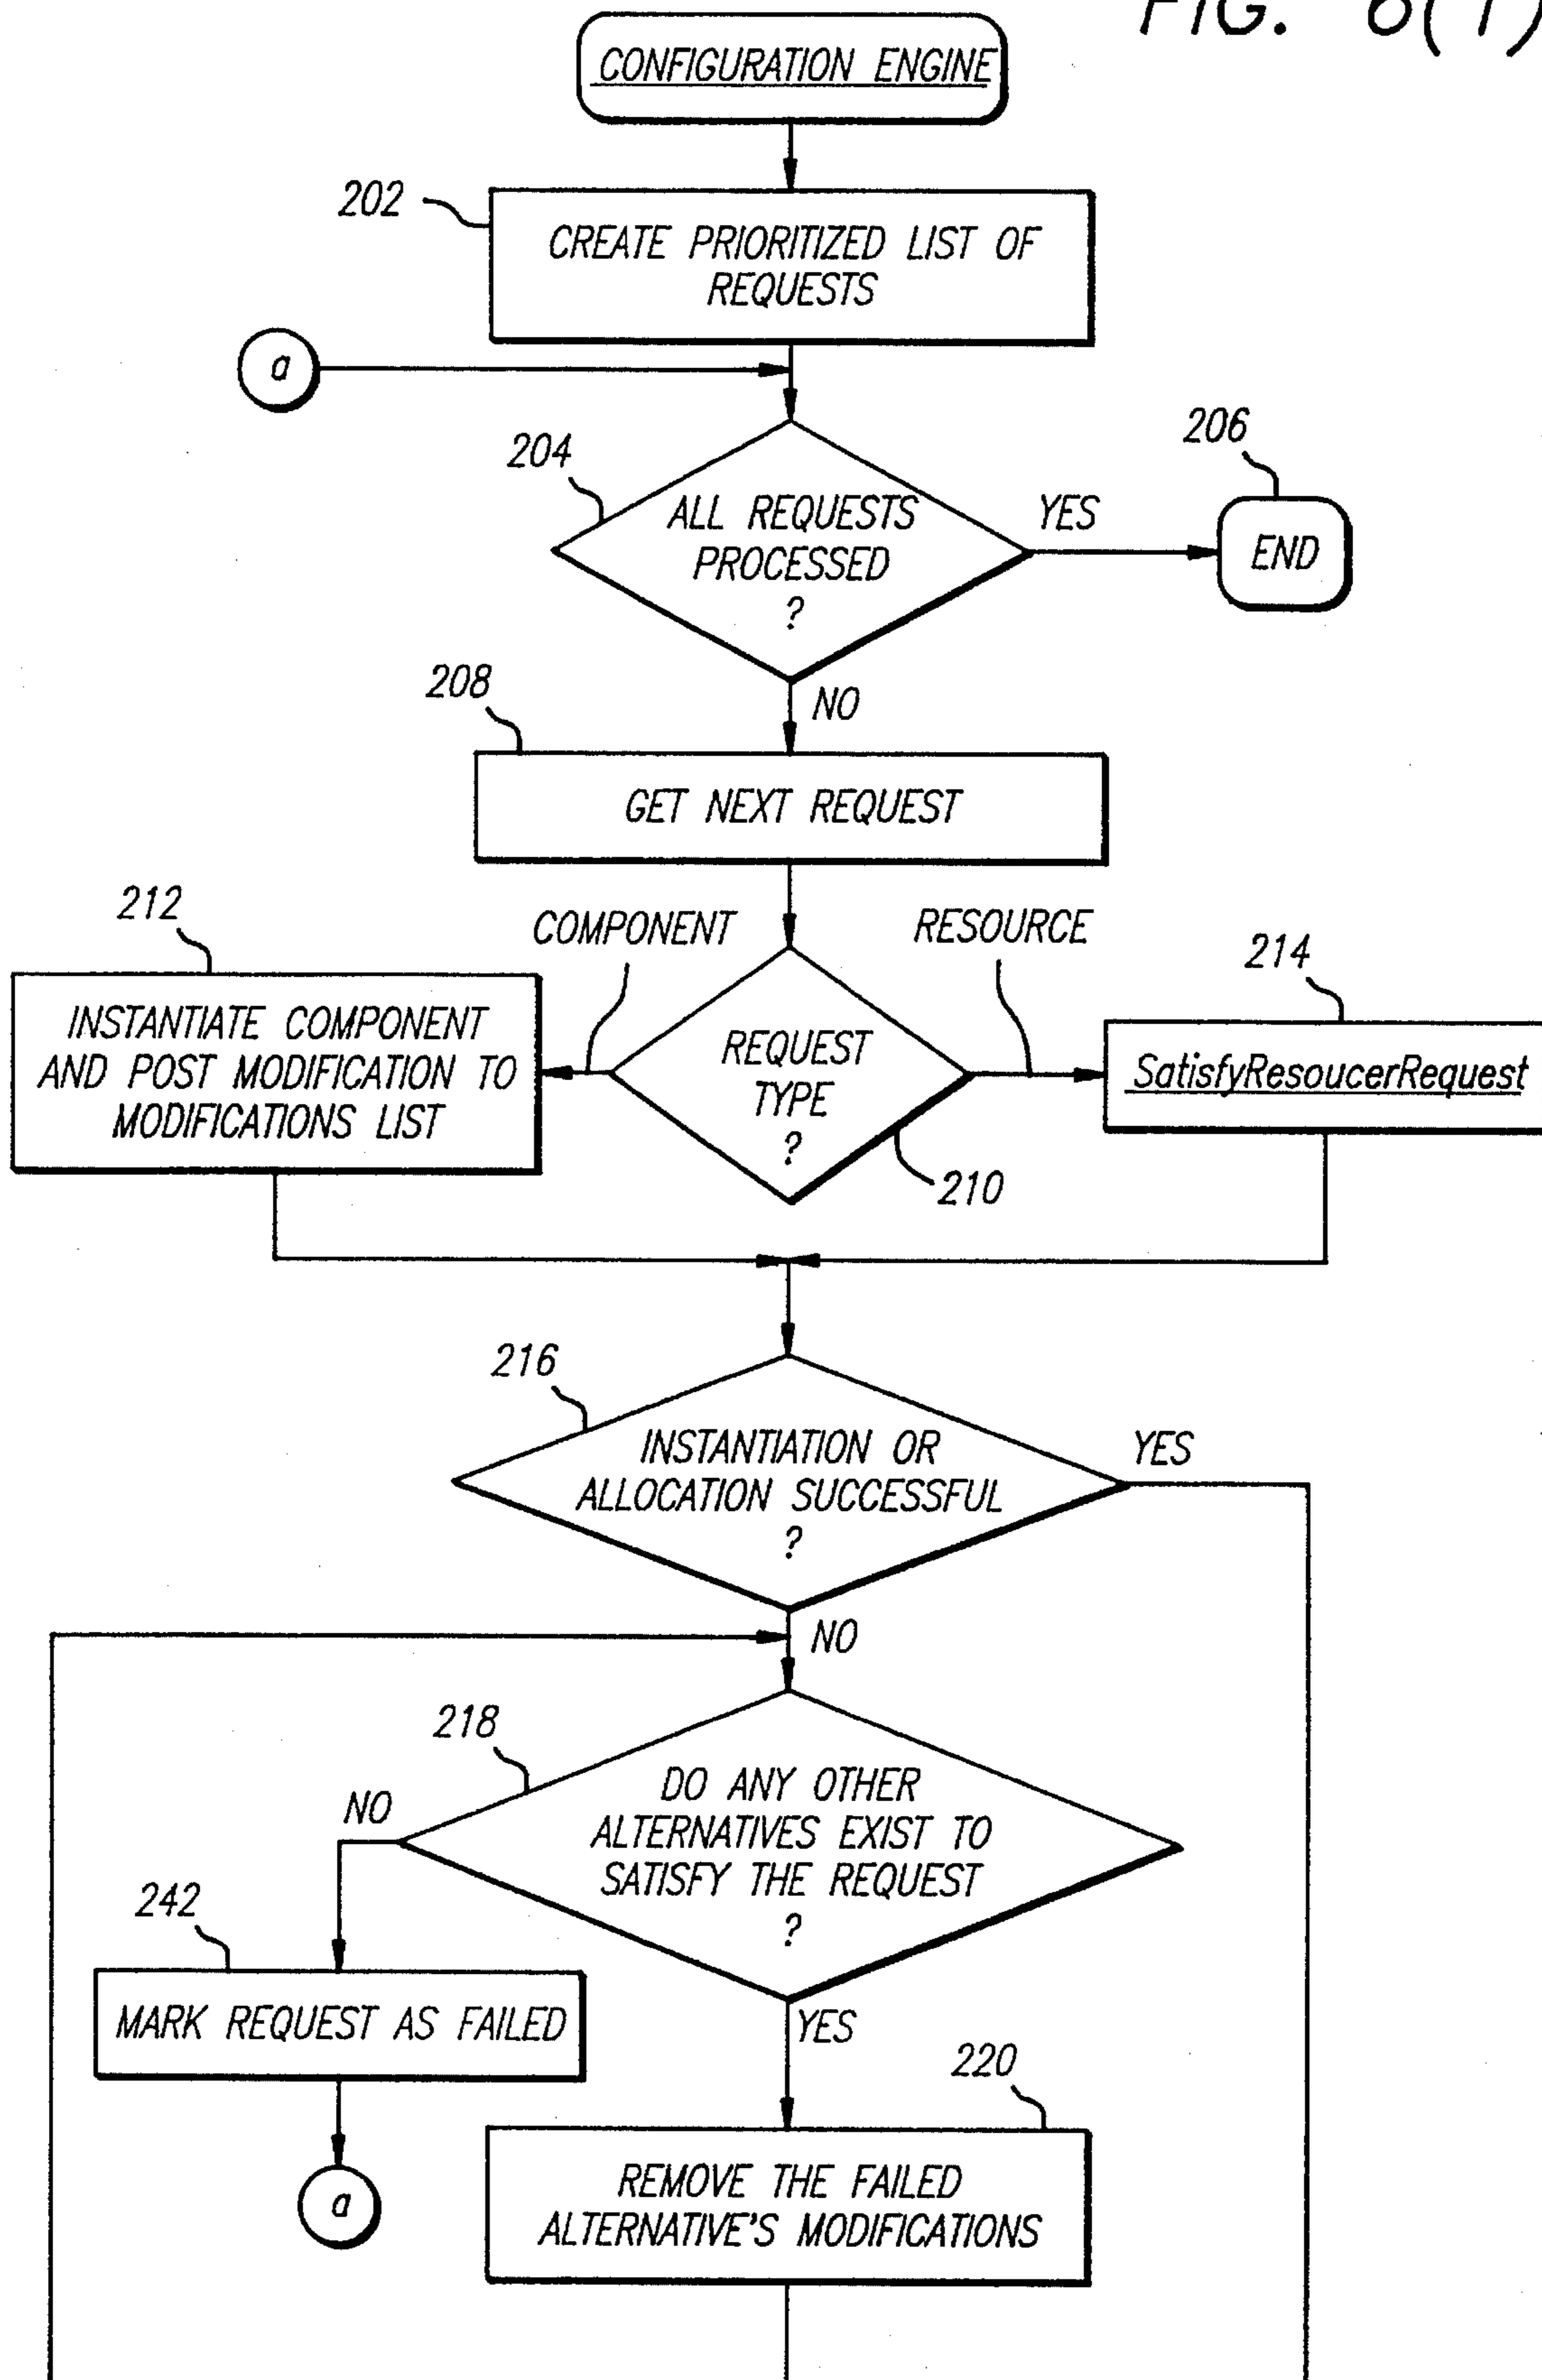 FIG. 6(1)
CONFIGURATION ENGINE
202
CREATE PRIORITIZED LIST OF
REQUESTS
a
204
ALL REQUESTS
PROCESSED
?
YES
206
END
NO
208
GET NEXT REQUEST
212
COMPONENT
RESOURCE
214
INSTANTIATE COMPONENT
AND POST MODIFICATION TO
MODIFICATIONS LIST
REQUEST
TYPE
?
SatisfyResoucerRequest
210
216
INSTANTIATION OR
ALLOCATION SUCCESSFUL
?
YES
NO
218
DO ANY OTHER
ALTERNATIVES EXIST TO
SATISFY THE REQUEST
?
NO
242
MARK REQUEST AS FAILED
YES
220
a
REMOVE THE FAILED
ALTERNATIVE'S MODIFICATIONS